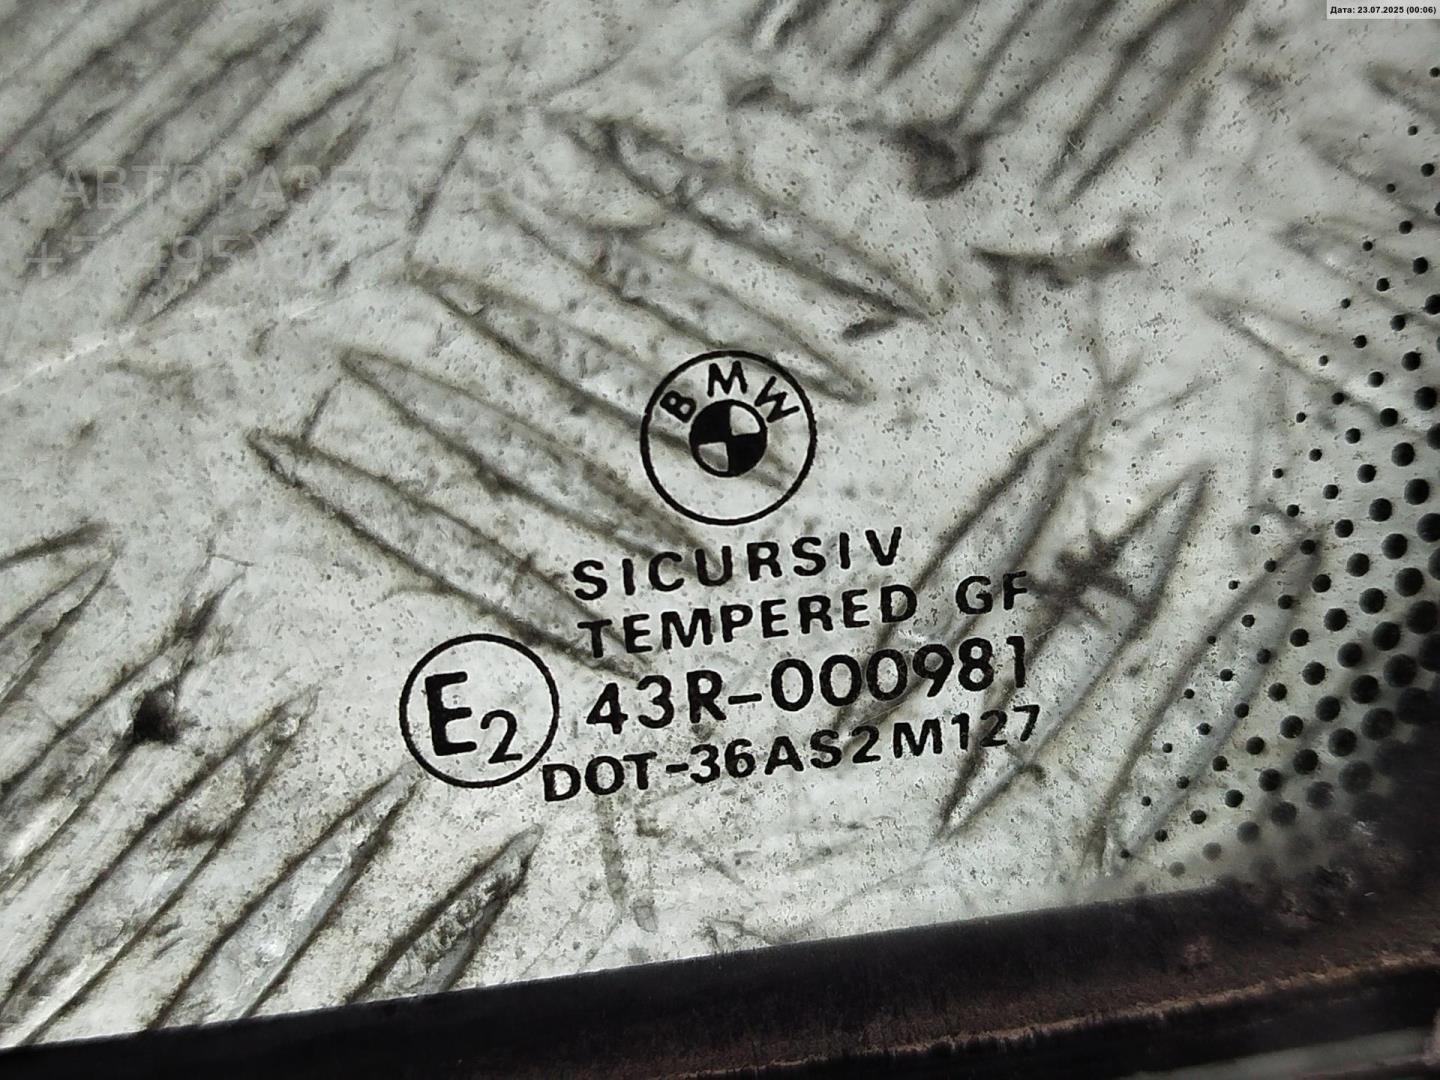 Дата: 23.07.2025 (00:06)
BMW
SICURSIV
TEMPERED GF
E2
43R-000981
DOT-36AS2M127